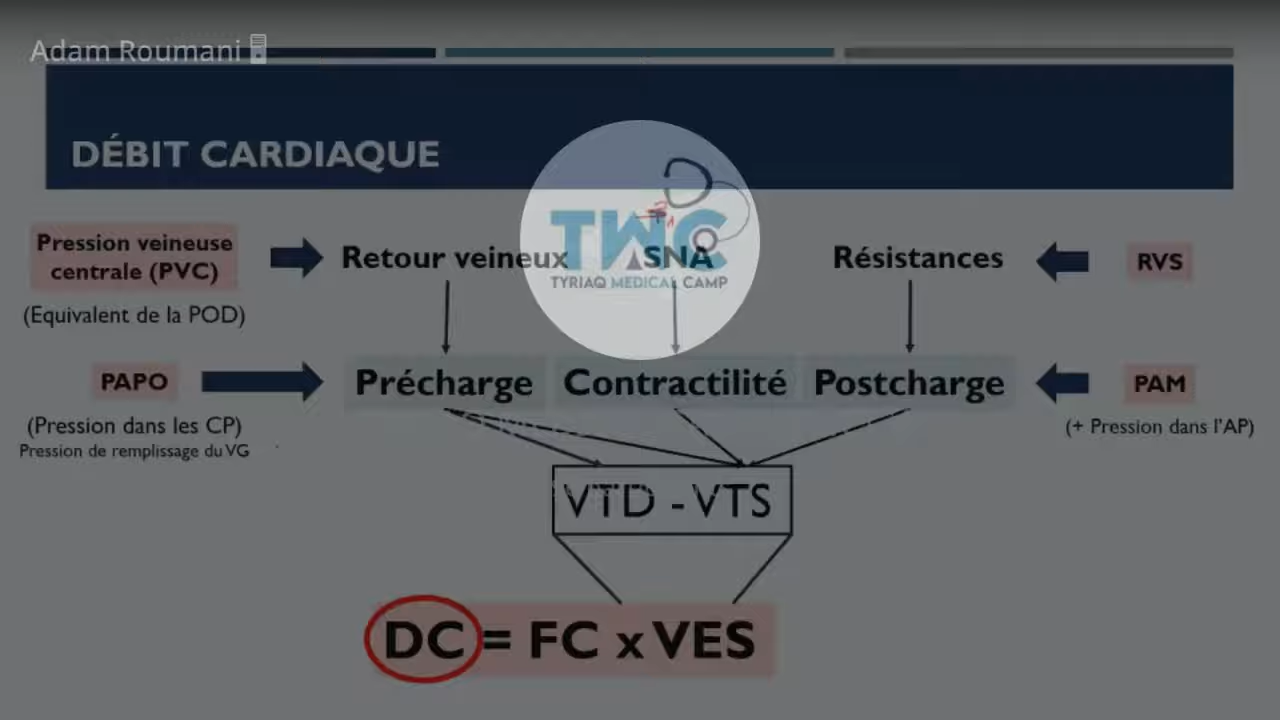 Adam Roumani
DÉBIT CARDIAQUE
Pression veineuse
centrale (PVC)
(Equivalent de la POD)
Retour veineux
SNA
Résistances
RVS
TWC
TYRIAQ MEDICAL CAMP
PAPO
(Pression dans les CP)
Pression de remplissage du VG
Précharge
Contractilité
Postcharge
PAM
(+ Pression dans l'AP)
VTD - VTS
DC = FC x VES